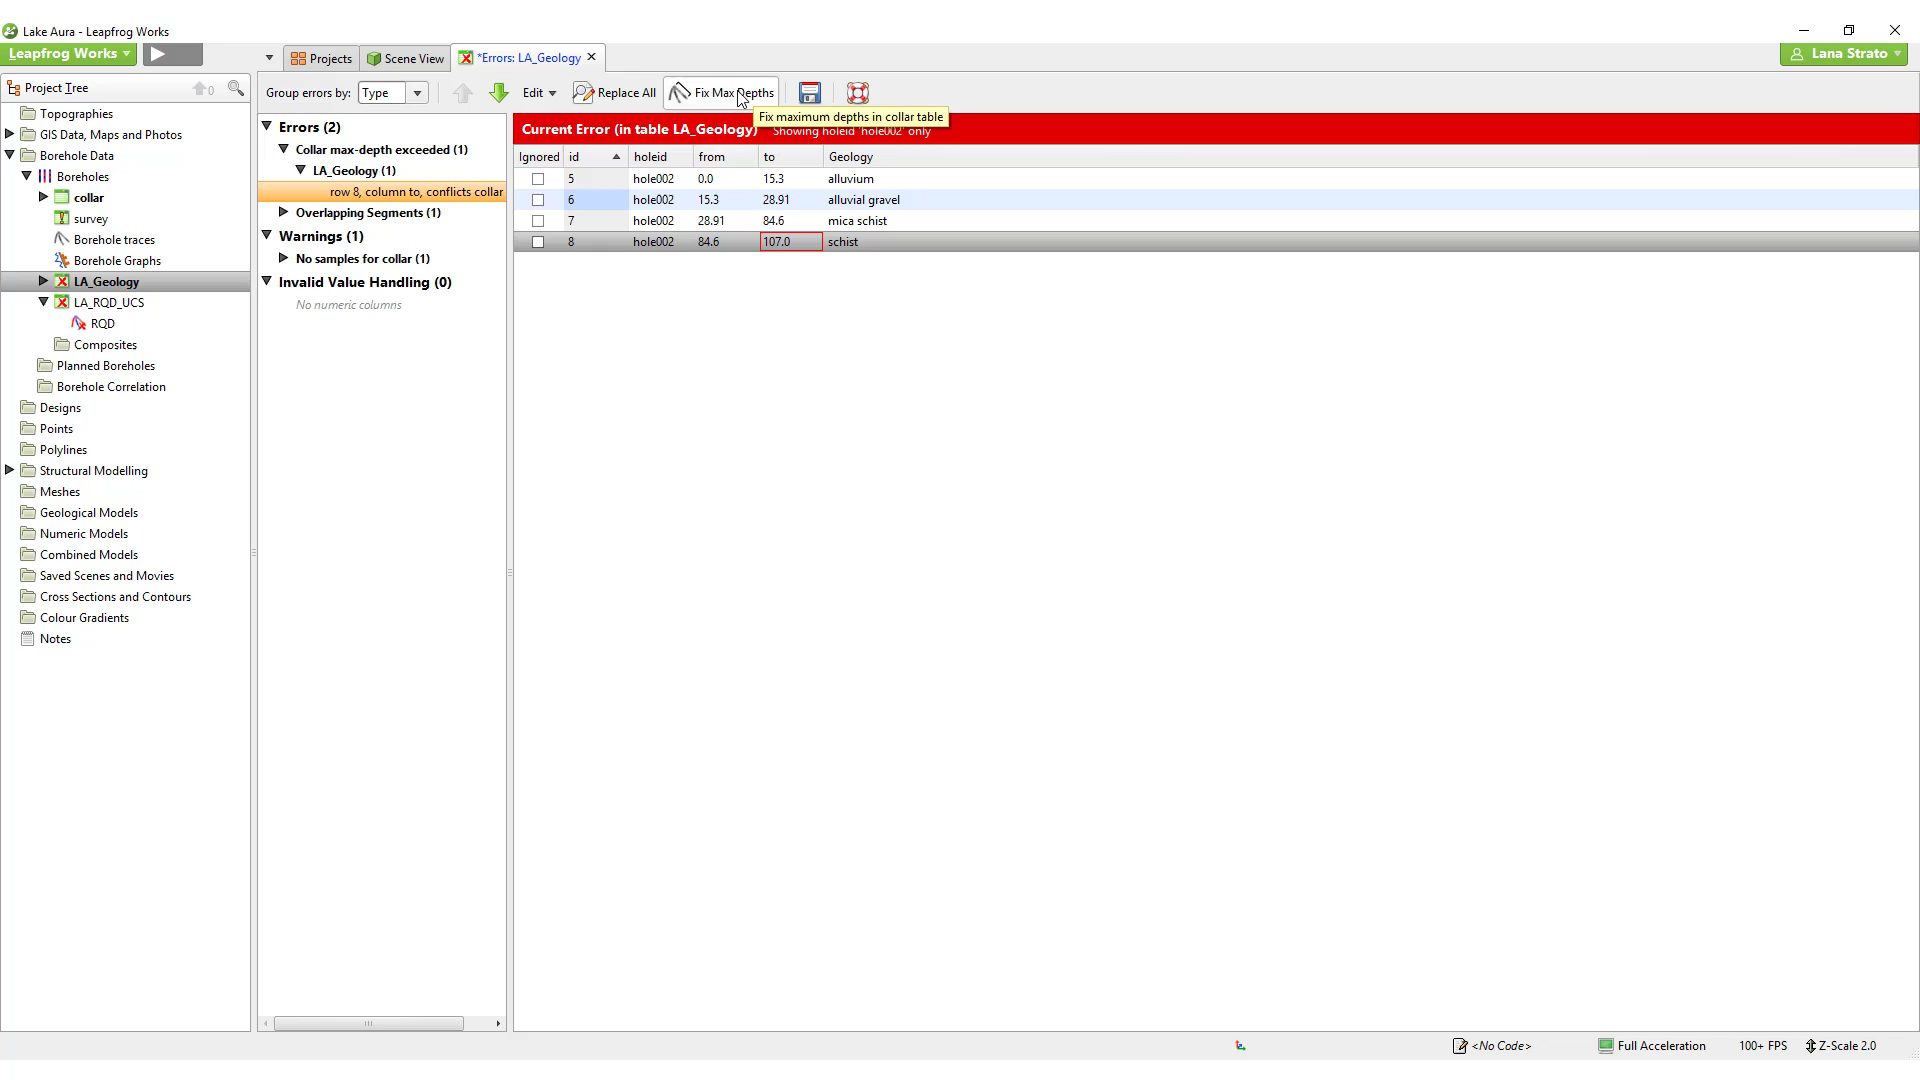 Lake Aura - Leapfrog Works
Leapfrog Works
Lana Strato
Projects
Scene View
*Errors: LA_Geology
Project Tree
0
Group errors by:
Type
Edit
Replace All
Fix Max Depths
Fix maximum depths in collar table
Topographies
GIS Data, Maps and Photos
Borehole Data
Boreholes
collar
survey
Borehole traces
Borehole Graphs
LA_Geology
LA_RQD_UCS
RQD
Composites
Planned Boreholes
Borehole Correlation
Designs
Points
Polylines
Structural Modelling
Meshes
Geological Models
Numeric Models
Combined Models
Saved Scenes and Movies
Cross Sections and Contours
Colour Gradients
Notes
Errors (2)
Collar max-depth exceeded (1)
LA_Geology (1)
row 8, column to, conflicts collar
Overlapping Segments (1)
Warnings (1)
No samples for collar (1)
Invalid Value Handling (0)
No numeric columns
Current Error (in table LA_Geology) Showing holeid 'hole002' only
Ignored id holeid from to Geology
5 hole002 0.0 15.3 alluvium
6 hole002 15.3 28.91 alluvial gravel
7 hole002 28.91 84.6 mica schist
8 hole002 84.6 107.0 schist
<No Code>
Full Acceleration
100+ FPS
Z-Scale 2.0